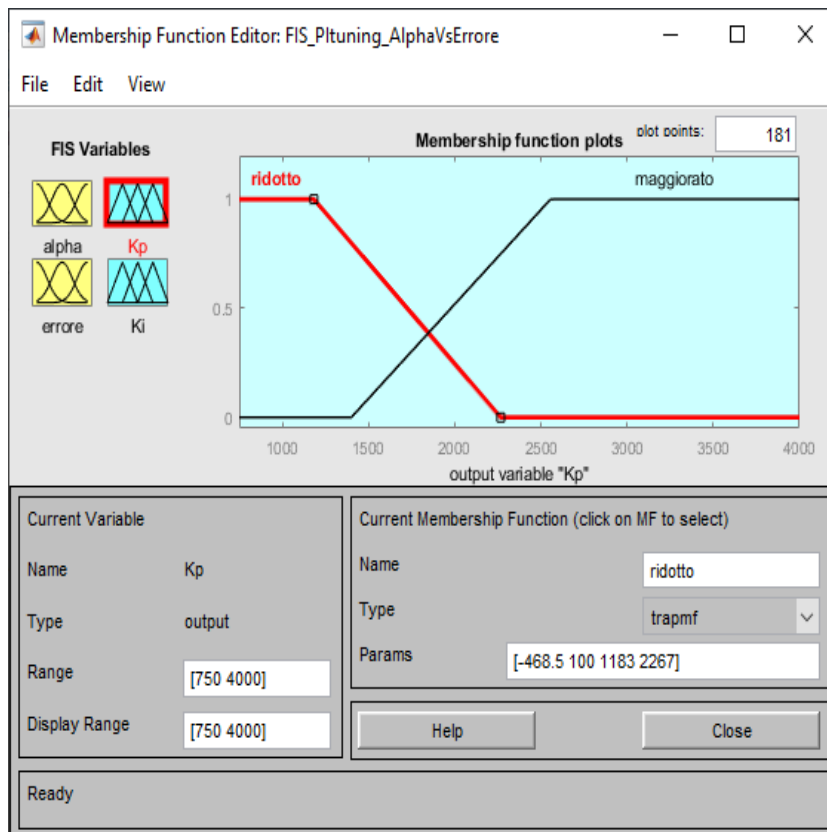 Membership Function Editor: FIS_PItuning_AlphaVsErrore
File Edit View
FIS Variables
Membership function plots
plot points:
181
alpha
Kp
errore
Ki
ridotto
maggiorato
1
0.5
0
1000 1500 2000 2500 3000 3500 4000
output variable "Kp"
Current Variable
Name Kp
Type output
Range [750 4000]
Display Range [750 4000]
Current Membership Function (click on MF to select)
Name ridotto
Type trapmf
Params [-468.5 100 1183 2267]
Help Close
Ready